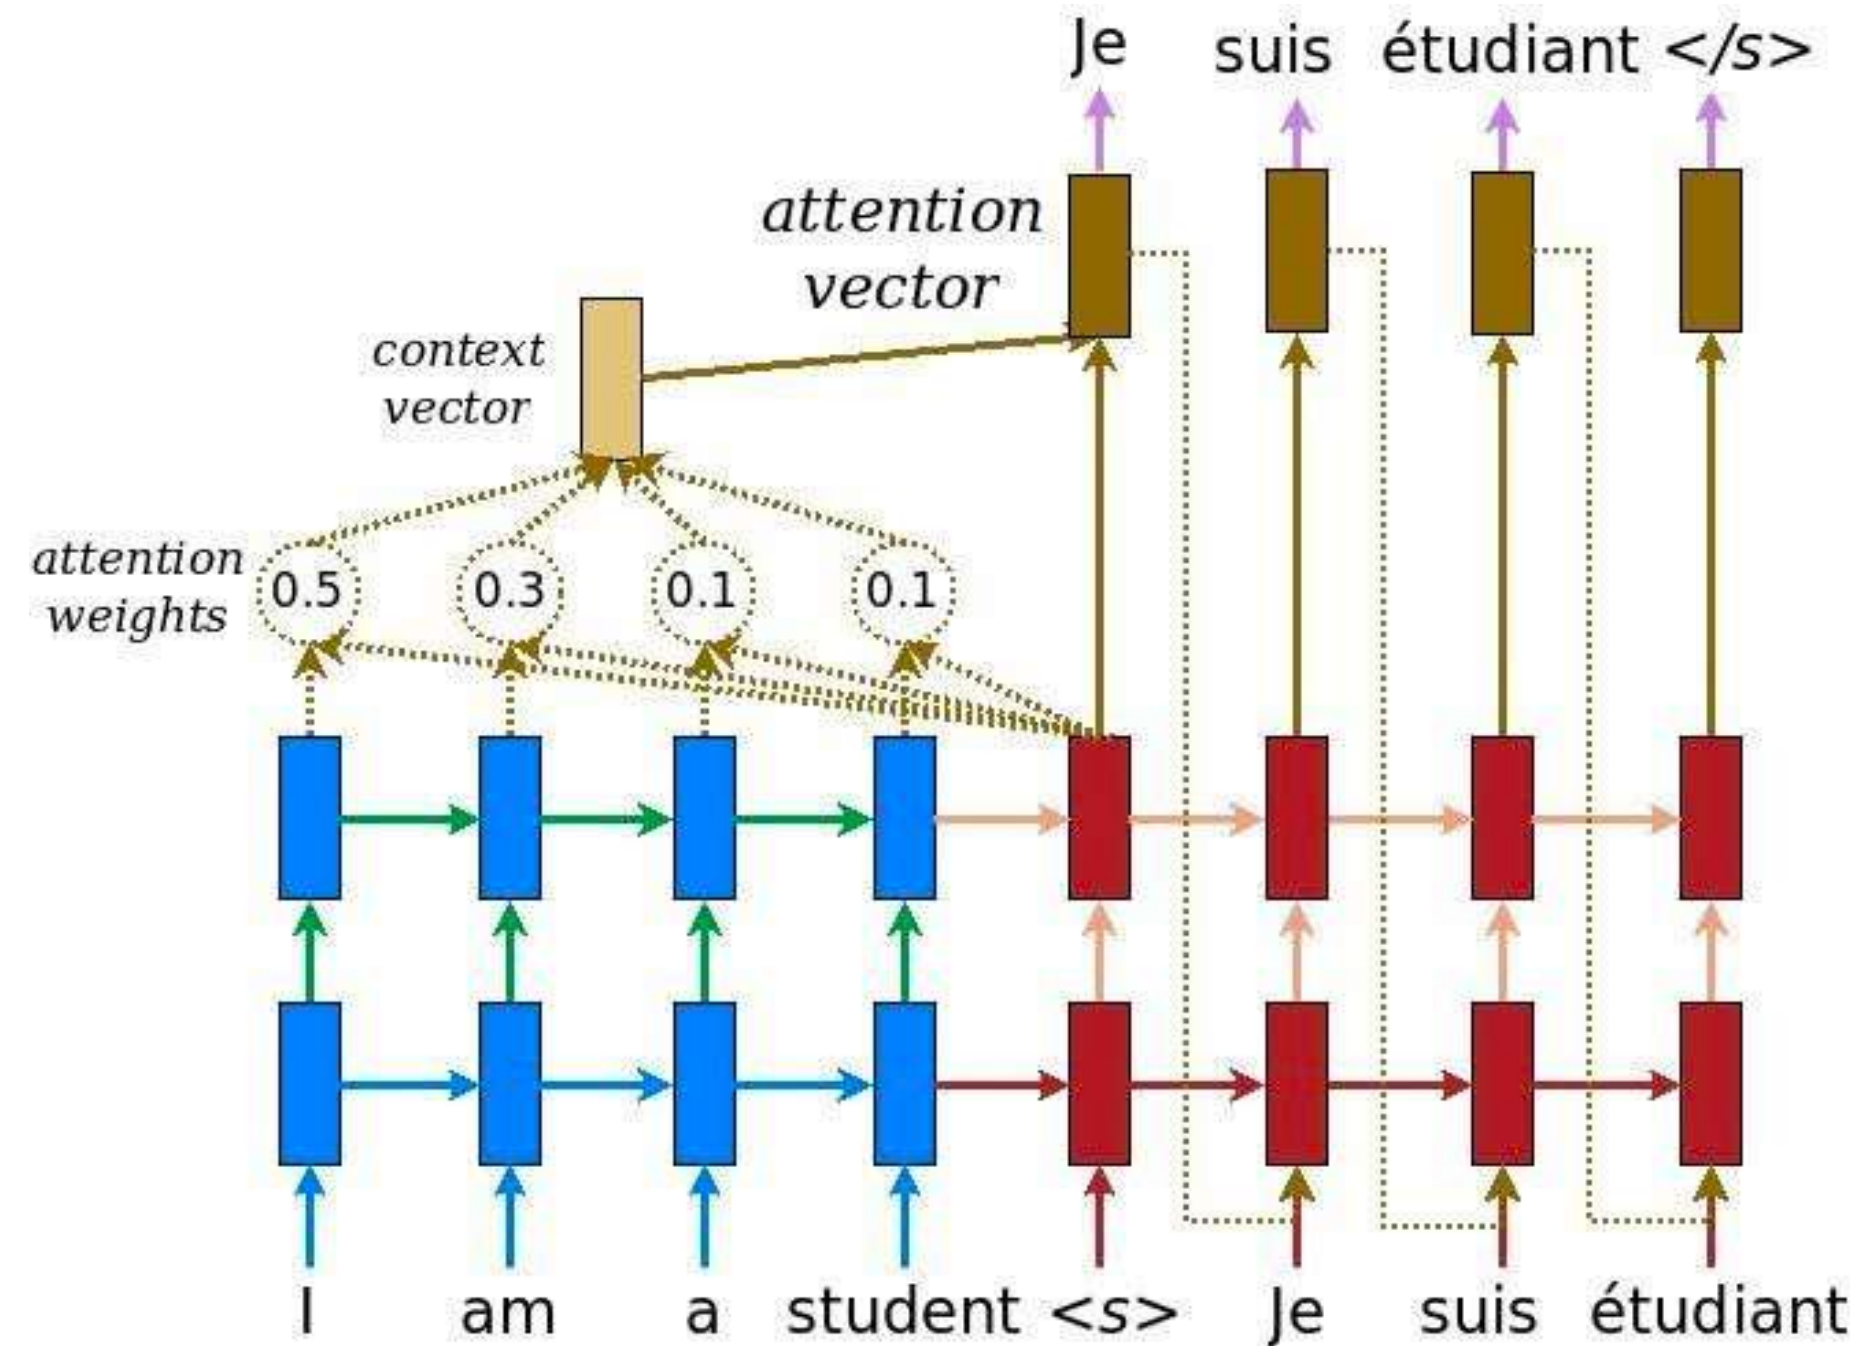 Je suis étudiant </s>
attention
vector
context
vector
attention
weights
0.5 0.3 0.1 0.1
I am a student <s> Je suis étudiant